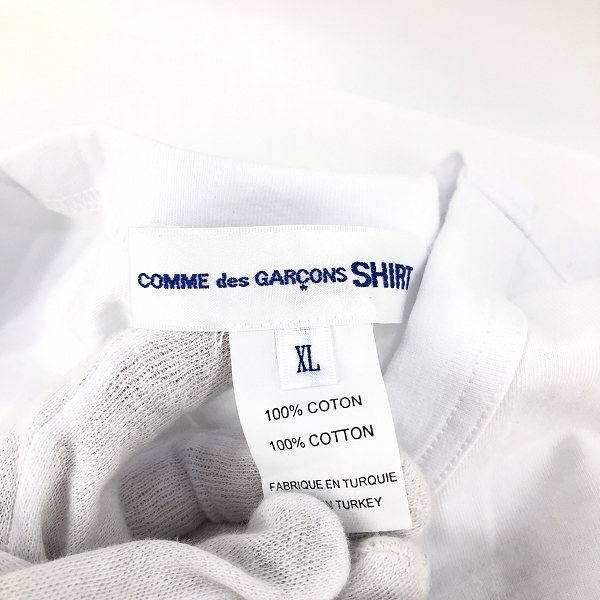 COMME des GARÇONS SHIRT
XL
100% COTON
100% COTTON
FABRIQUE EN TURQUIE
TURKEY